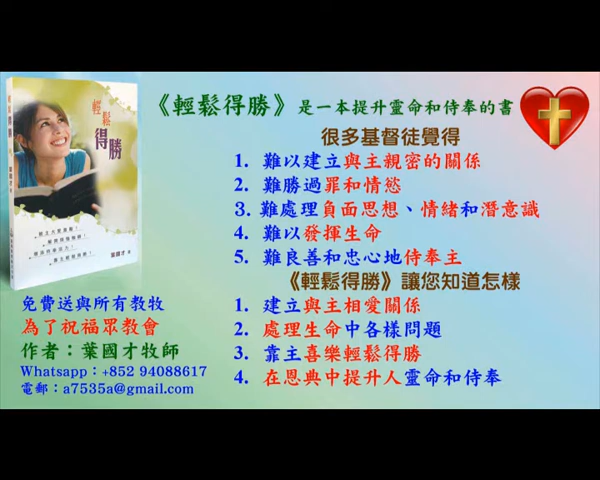 輕鬆
得勝
葉國才 著
《輕鬆得勝》是一本提升靈命和侍奉的書
很多基督徒覺得
1. 難以建立與主親密的關係
2. 難勝過罪和情慾
3. 難處理負面思想、情緒和潛意識
4. 難以發揮生命
5. 難良善和忠心地侍奉主
《輕鬆得勝》讓您知道怎樣
1. 建立與主相愛關係
2. 處理生命中各樣問題
3. 靠主喜樂輕鬆得勝
4. 在恩典中提升人靈命和侍奉
免費送與所有教牧
為了祝福眾教會
作者：葉國才牧師
Whatsapp：+852 94088617
電郵：a7535a@gmail.com